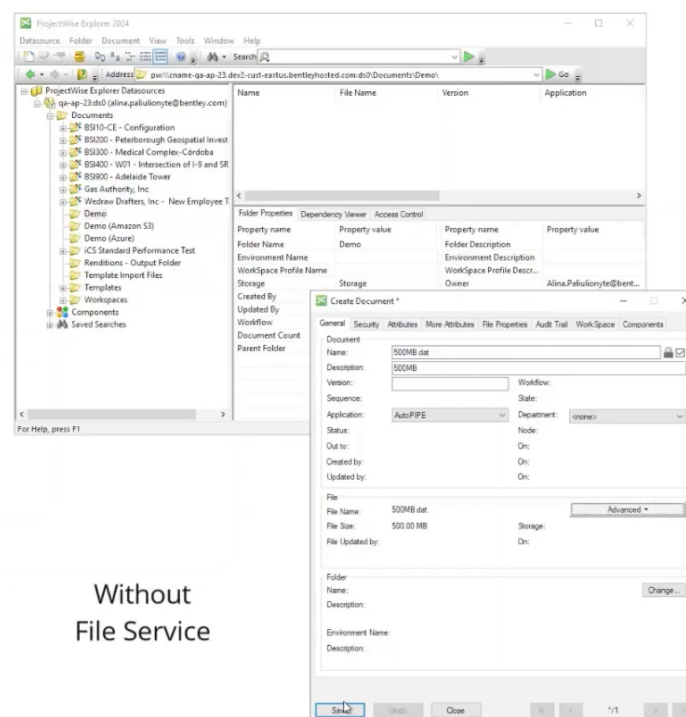 ProjectWise Explorer 2024
Datasource Folder Document View Tools Window Help
Search
Address pw:\\cname-qa-ap-23.dev2-cust-eastus.bentleyhosted.com:ds0\Documents\Demo\ Go
ProjectWise Explorer Datasources
qa-ap-23:ds0 (alina.paliulionyte@bentley.com)
Documents
BSI10-CE - Configuration
BSI200 - Peterborough Geospatial Invest
BSI300 - Medical Complex-Córdoba
BSI400 - W01 - Intersection of I-9 and SR
BSI900 - Adelaide Tower
Gas Authority, Inc
Wedraw Drafters, Inc - New Employee T
Demo
Demo (Amazon S3)
Demo (Azure)
iCS Standard Performance Test
Renditions - Output Folder
Template Import Files
Templates
Workspaces
Components
Saved Searches
For Help, press F1
Name File Name Version Application
Folder Properties Dependency Viewer Access Control
Property name Property value Property name Property value
Folder Name Demo Folder Description
Environment Name Environment Description
WorkSpace Profile Name WorkSpace Profile Descr...
Storage Storage Owner Alina.Paliulionyte@bent...
Created By
Updated By
Workflow
Document Count
Parent Folder
Create Document *
General Security Attributes More Attributes File Properties Audit Trail WorkSpace Components
Document
Name: 500MB.dat
Description: 500MB
Version: Workflow:
Sequence: State:
Application: AutoPIPE Department: <none>
Status: Node:
Out to: On:
Created by: On:
Updated by: On:
File
File Name: 500MB.dat Advanced
File Size: 500.00 MB Storage:
File Updated by: On:
Folder
Name: Change...
Description:
Environment Name:
Description:
Save Undo Close */1
Without
File Service